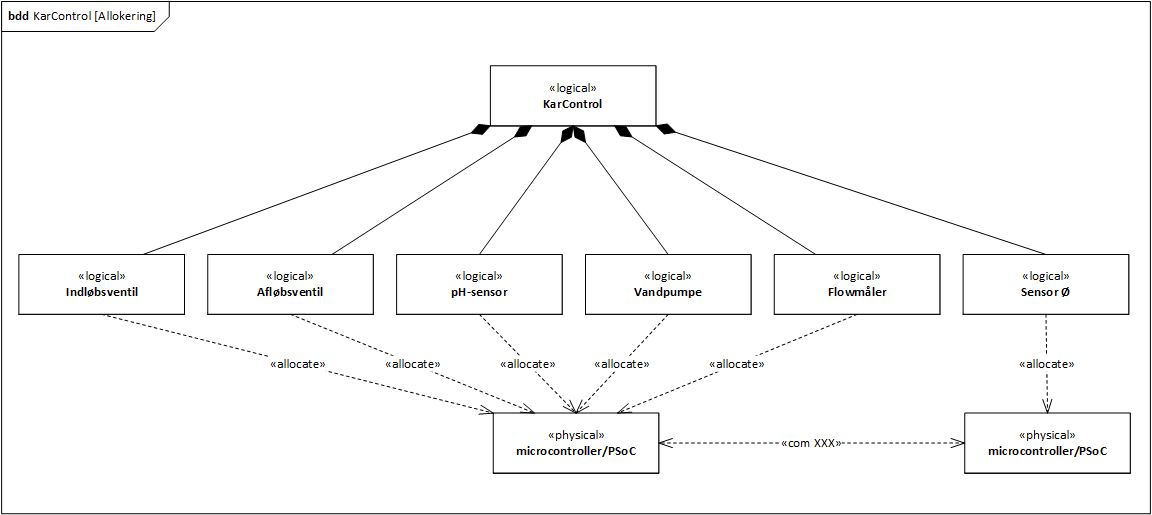 bdd KarControl [Allokering]
«logical»
KarControl
«logical»
Indløbsventil
«logical»
Afløbsventil
«logical»
pH-sensor
«logical»
Vandpumpe
«logical»
Flowmåler
«logical»
Sensor Ø
«allocate»
«allocate»
«allocate»
«allocate»
«allocate»
«allocate»
«physical»
microcontroller/PSoC
«com XXX»
«physical»
microcontroller/PSoC